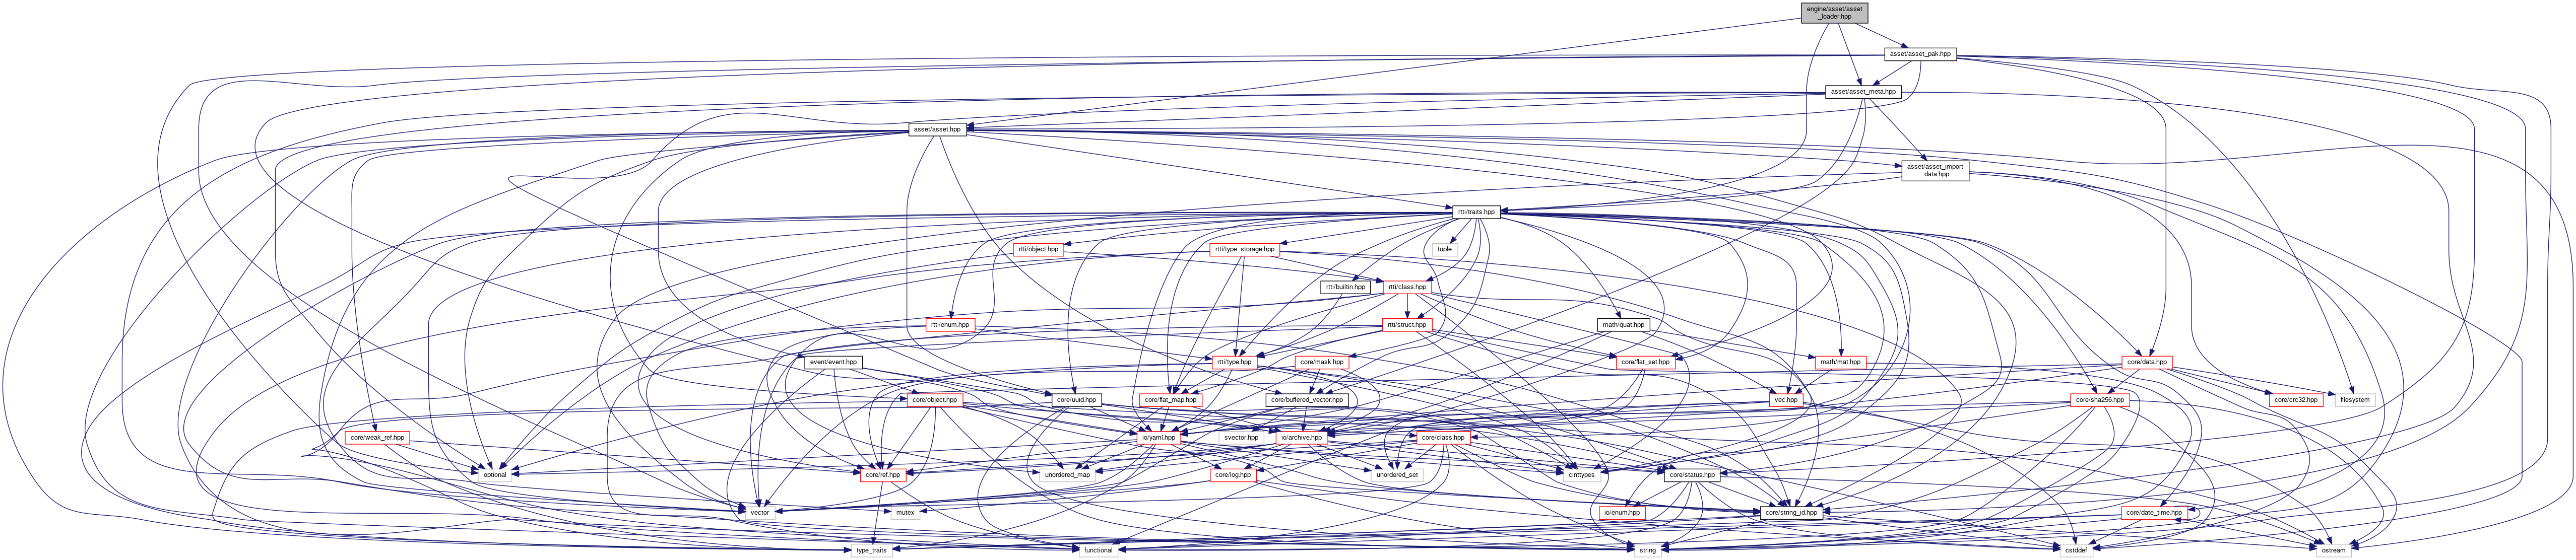 engine/asset/asset
_loader.hpp
asset/asset_pak.hpp
asset/asset_meta.hpp
asset/asset.hpp
asset/asset_import
_data.hpp
rtti/traits.hpp
rtti/object.hpp
rtti/type_storage.hpp
tuple
rtti/builtin.hpp
rtti/class.hpp
rtti/enum.hpp
rtti/struct.hpp
math/quat.hpp
event/event.hpp
rtti/type.hpp
core/mask.hpp
core/flat_set.hpp
math/mat.hpp
core/data.hpp
core/object.hpp
core/uuid.hpp
core/flat_map.hpp
core/buffered_vector.hpp
vec.hpp
core/sha256.hpp
core/crc32.hpp
filesystem
core/weak_ref.hpp
io/yaml.hpp
svector.hpp
io/archive.hpp
core/class.hpp
optional
core/ref.hpp
unordered_map
core/log.hpp
unordered_set
cinttypes
core/status.hpp
vector
mutex
io/enum.hpp
core/string_id.hpp
core/date_time.hpp
type_traits
functional
string
cstddef
ostream